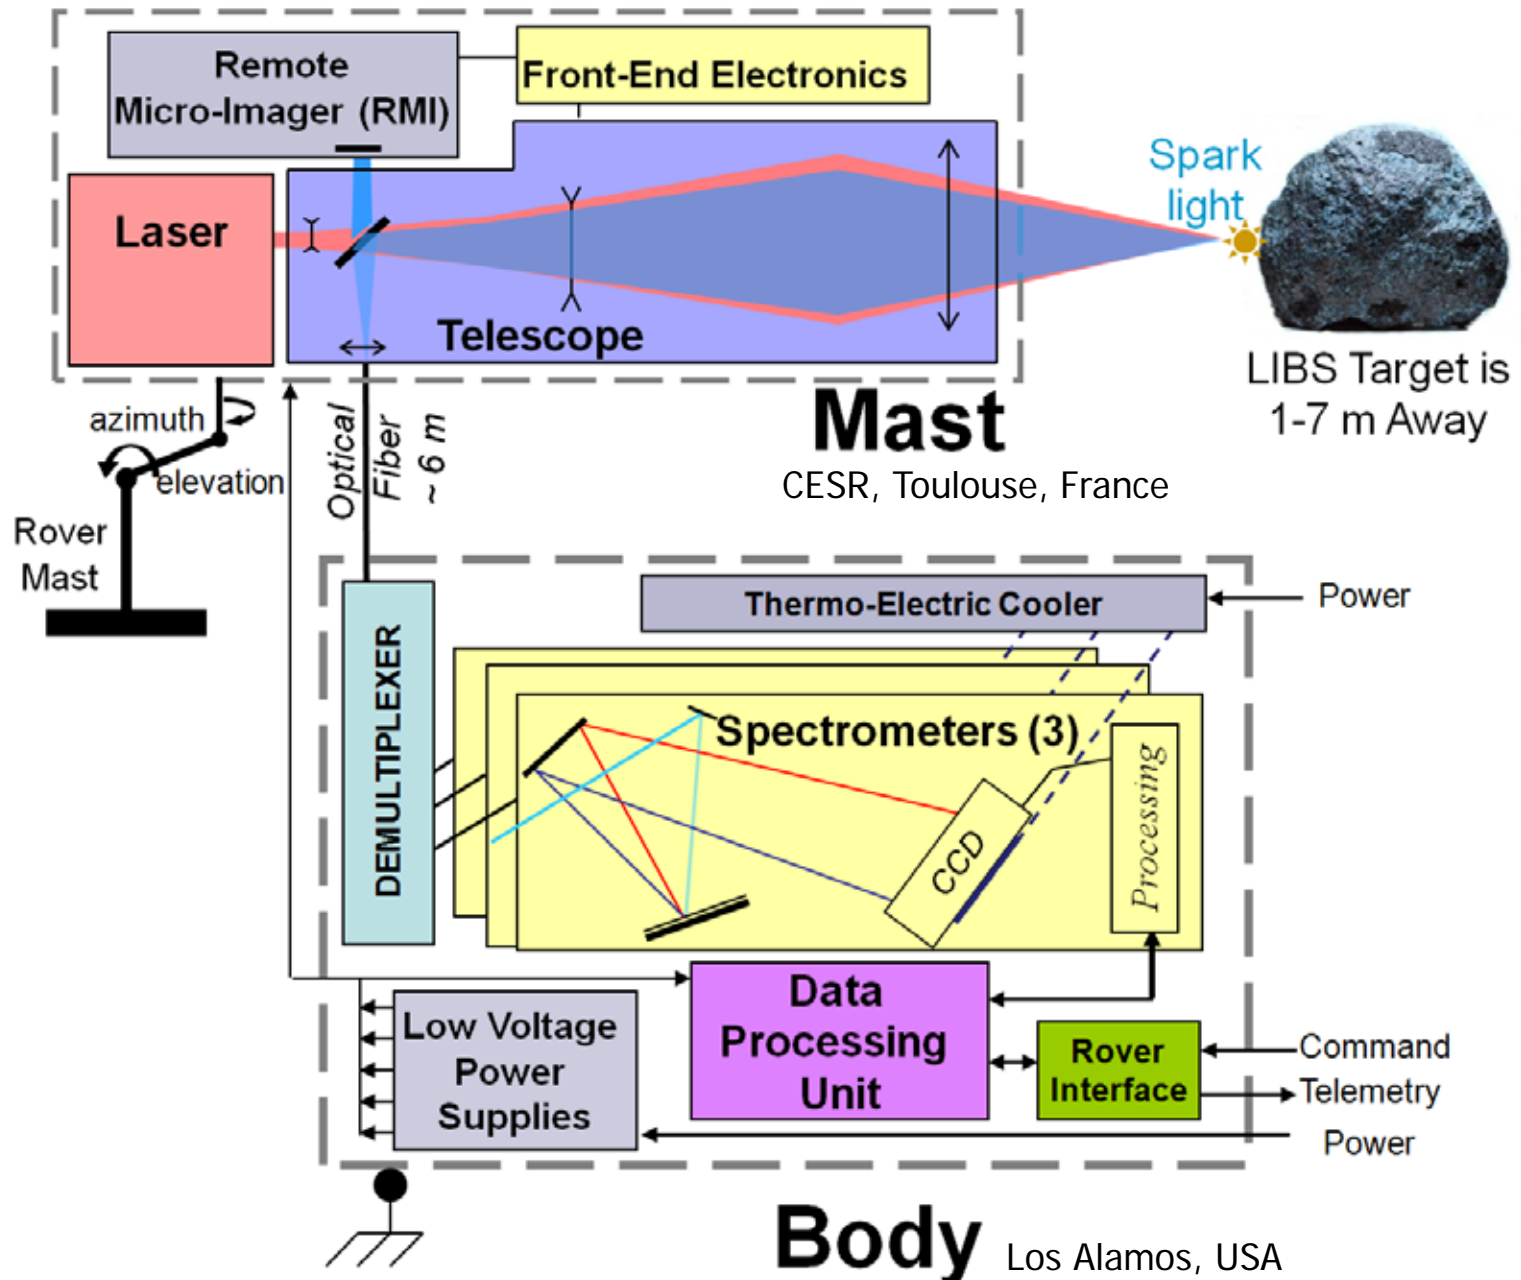 Remote
Micro-Imager (RMI)
Front-End Electronics
Laser
Telescope
Spark
light
LIBS Target is
1-7 m Away
azimuth
elevation
Rover
Mast
Optical
Fiber
~ 6 m
Mast
CESR, Toulouse, France
Thermo-Electric Cooler
Power
DEMULTIPLEXER
Spectrometers (3)
CCD
Processing
Data
Processing
Unit
Low Voltage
Power
Supplies
Rover
Interface
Command
Telemetry
Power
Body
Los Alamos, USA